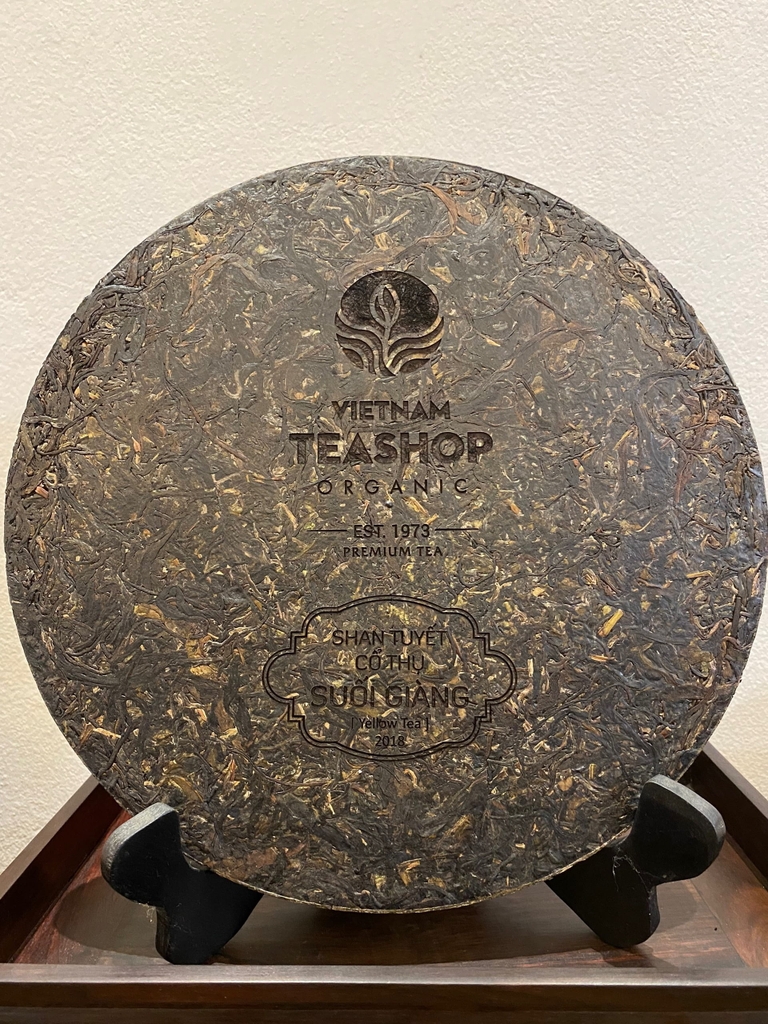 VIETNAM
TEASHOP
ORGANIC
EST. 1973
PREMIUM TEA
SHAN TUYẾT
CỔ THỤ
SUỐI GIÀNG
[ Yellow Tea ]
2018